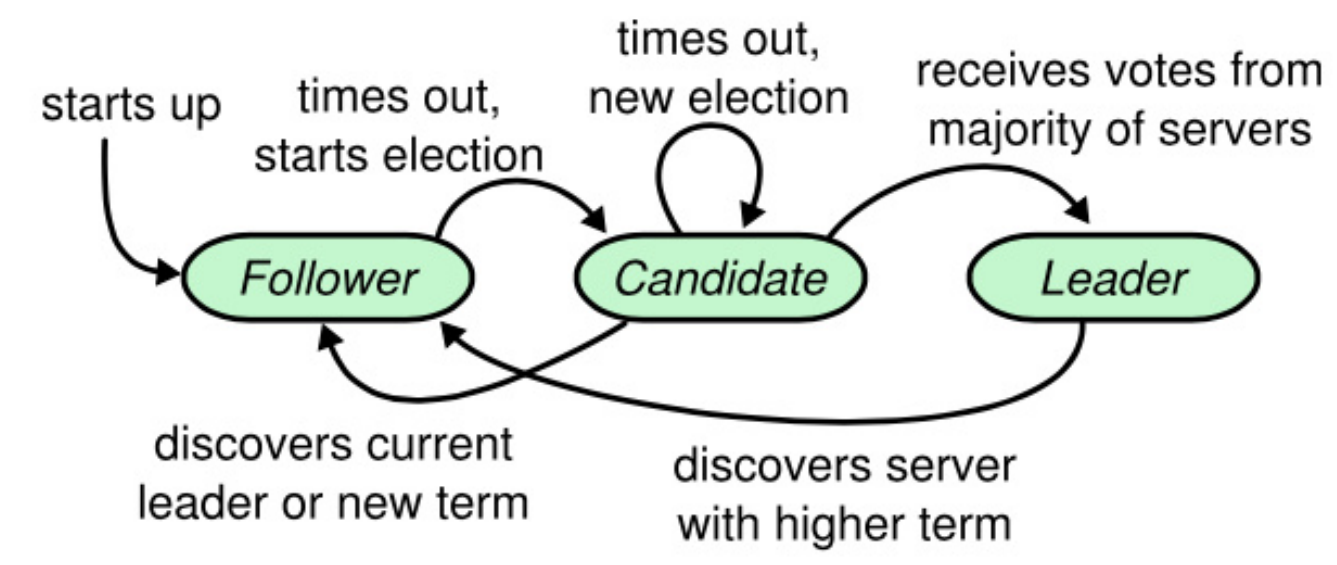 starts up
times out,
starts election
times out,
new election
receives votes from
majority of servers
Follower
Candidate
Leader
discovers current
leader or new term
discovers server
with higher term